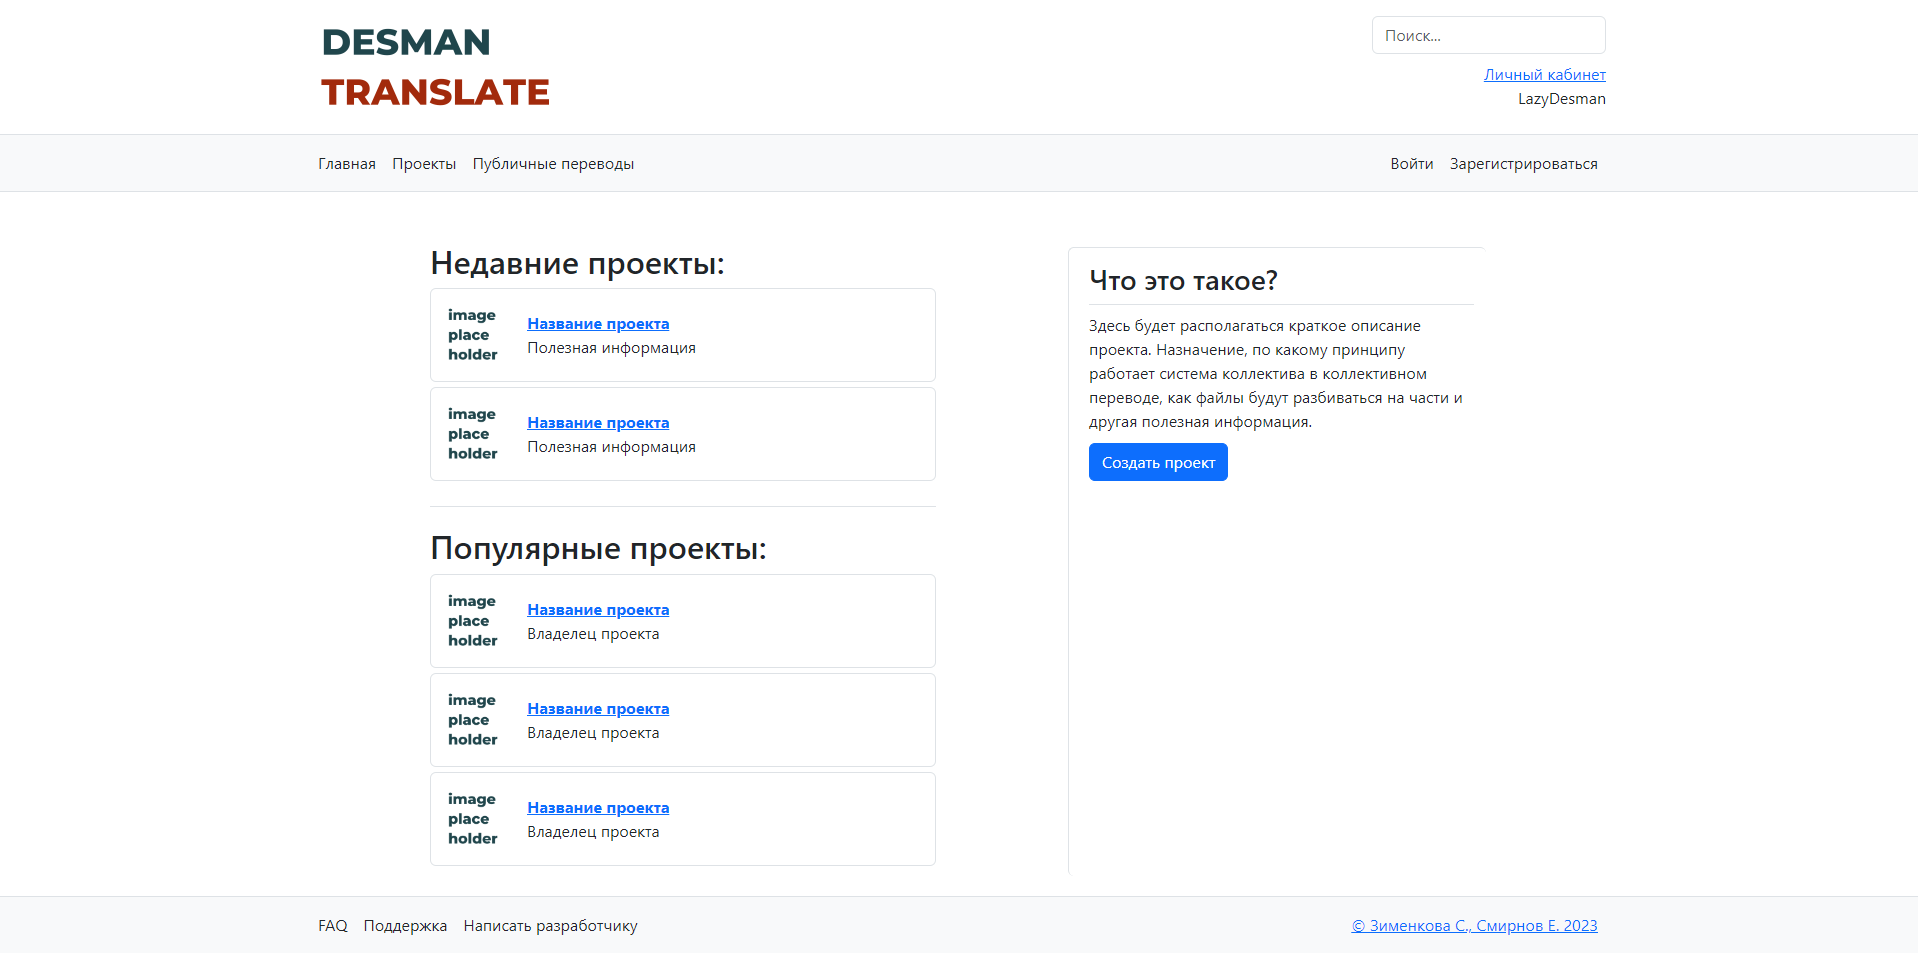 DESMAN
TRANSLATE
Поиск...
Личный кабинет
LazyDesman
Главная Проекты Публичные переводы
Войти Зарегистрироваться
Недавние проекты:
image
place
holder
Название проекта
Полезная информация
image
place
holder
Название проекта
Полезная информация
Популярные проекты:
image
place
holder
Название проекта
Владелец проекта
image
place
holder
Название проекта
Владелец проекта
image
place
holder
Название проекта
Владелец проекта
Что это такое?
Здесь будет располагаться краткое описание
проекта. Назначение, по какому принципу
работает система коллектива в коллективном
переводе, как файлы будут разбиваться на части и
другая полезная информация.
Создать проект
FAQ Поддержка Написать разработчику
© Зименкова С., Смирнов Е. 2023